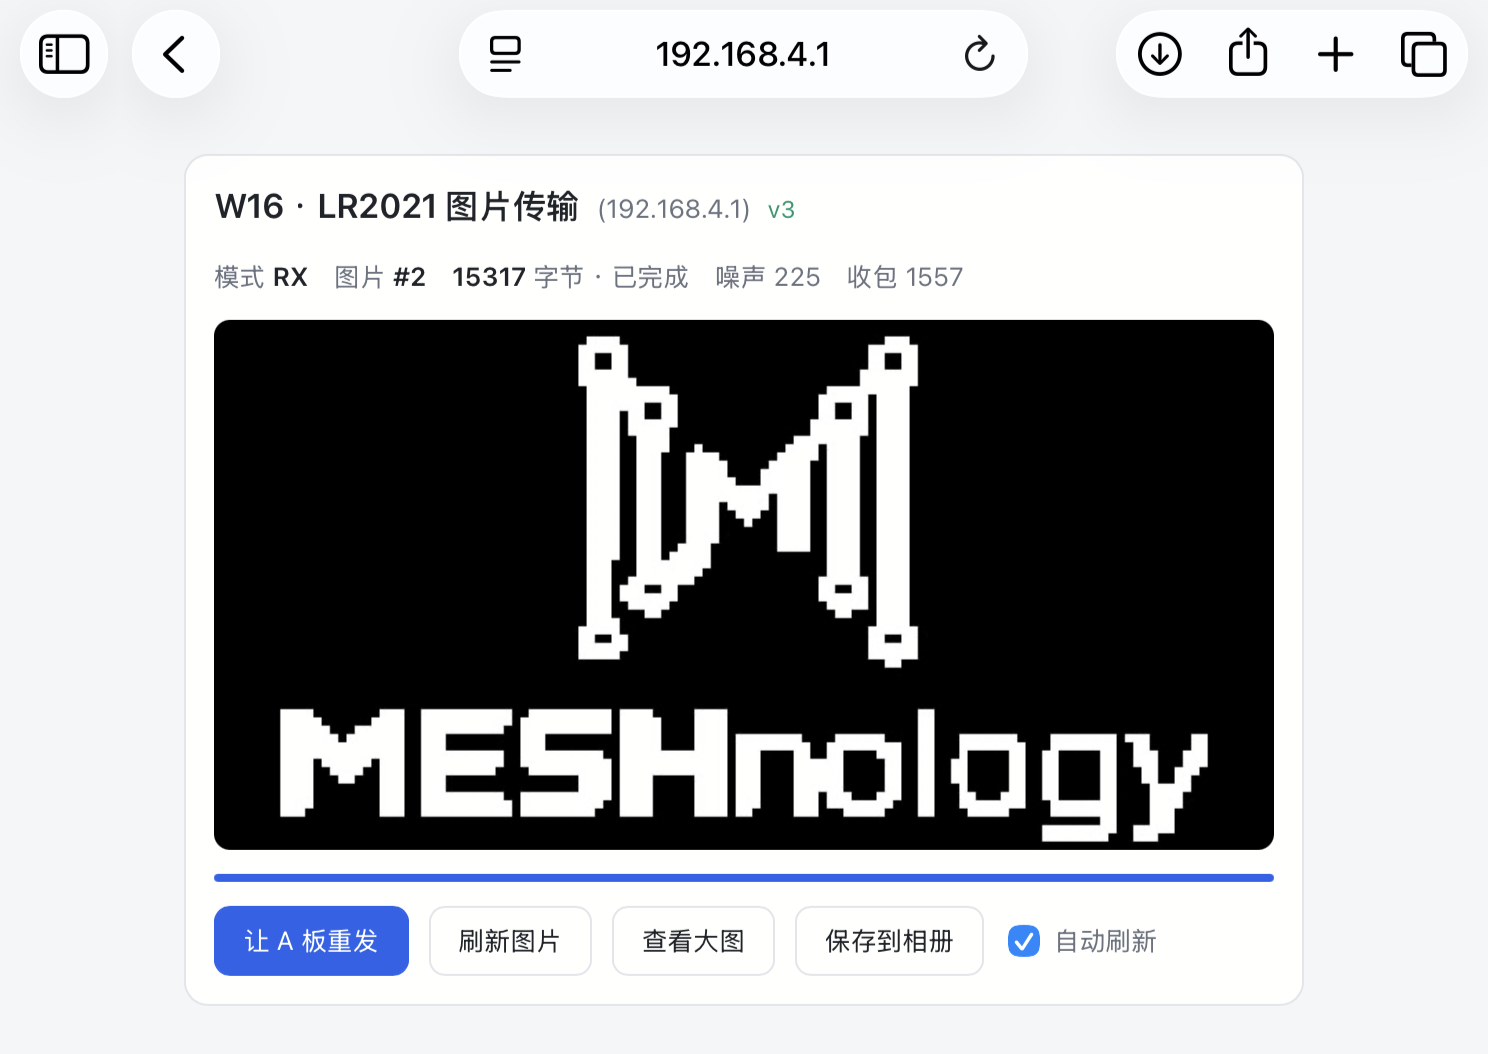 192.168.4.1
W16 · LR2021 图片传输 (192.168.4.1) v3
模式 RX 图片 #2 15317 字节 · 已完成 噪声 225 收包 1557
MESHnology
让 A 板重发 刷新图片 查看大图 保存到相册 自动刷新